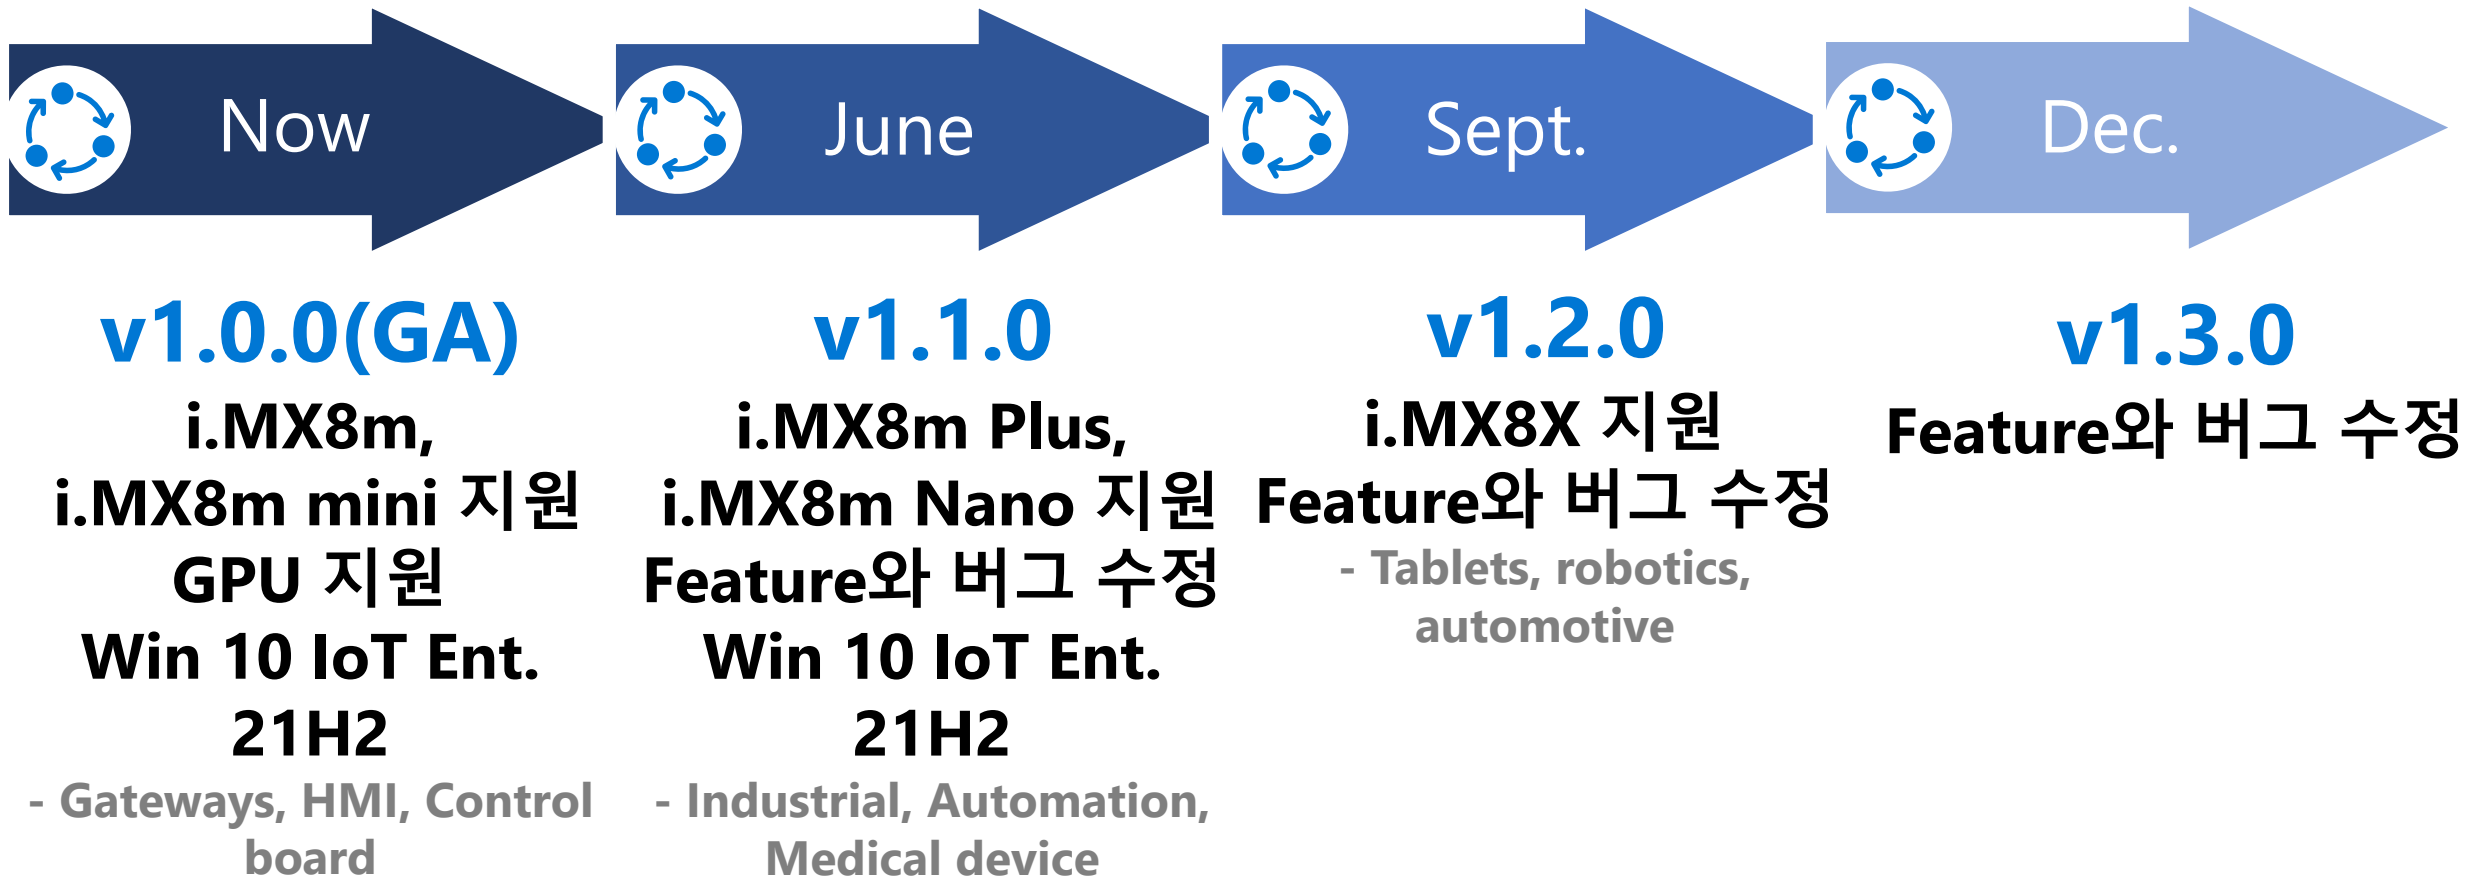 Now
June
Sept.
Dec.
v1.0.0(GA)
i.MX8m,
i.MX8m mini 지원
GPU 지원
Win 10 IoT Ent.
21H2
- Gateways, HMI, Control
board
v1.1.0
i.MX8m Plus,
i.MX8m Nano 지원
Feature와 버그 수정
Win 10 IoT Ent.
21H2
- Industrial, Automation,
Medical device
v1.2.0
i.MX8X 지원
Feature와 버그 수정
- Tablets, robotics,
automotive
v1.3.0
Feature와 버그 수정